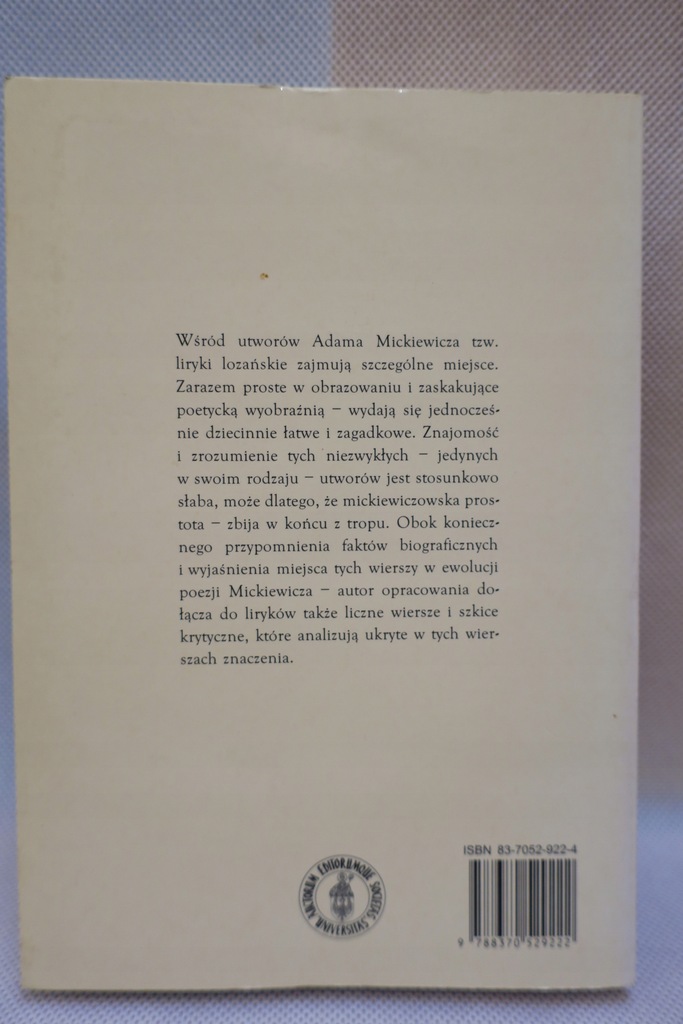 Wśród utworów Adama Mickiewicza tzw.
liryki lozańskie zajmują szczególne miejsce.
Zarazem proste w obrazowaniu i zaskakujące
poetycką wyobraźnią – wydają się jednocześ-
nie dziecinnie łatwe i zagadkowe. Znajomość
i zrozumienie tych niezwykłych – jedynych
w swoim rodzaju – utworów jest stosunkowo
słaba, może dlatego, że mickiewiczowska pros-
tota – zbija w końcu z tropu. Obok koniecz-
nego przypomnienia faktów biograficznych
i wyjaśnienia miejsca tych wierszy w ewolucji
poezji Mickiewicza – autor opracowania do-
łącza do liryków także liczne wiersze i szkice
krytyczne, które analizują ukryte w tych wier-
szach znaczenia.
ISBN 83-7052-922-4
9 788370 529222
EDITORUMQUE SOCIETAS
UNIVERSITAS